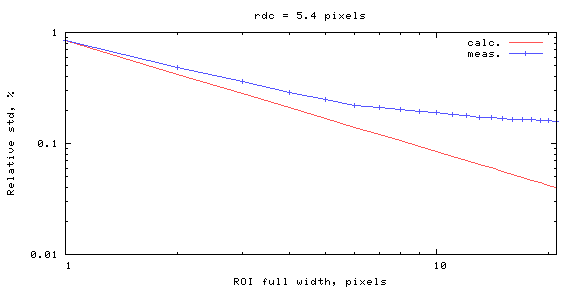 rdc = 5.4 pixels
1
calc.
meas.
0.1
Relative std, %
0.01
1
10
ROI full width, pixels